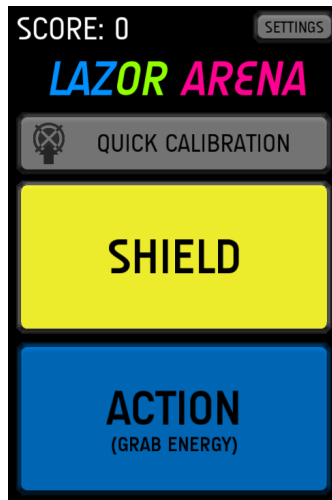 SCORE: 0 SETTINGS
LAZOR ARENA
QUICK CALIBRATION
SHIELD
ACTION
(GRAB ENERGY)